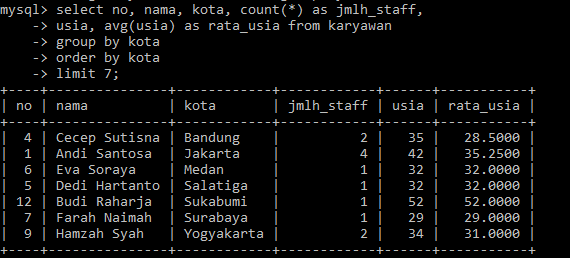 mysql> select no, nama, kota, count(*) as jmlh_staff,
    -> usia, avg(usia) as rata_usia from karyawan
    -> group by kota
    -> order by kota
    -> limit 7;
+----+----------------+------------+------------+------+-----------+
| no | nama           | kota       | jmlh_staff | usia | rata_usia |
+----+----------------+------------+------------+------+-----------+
|  4 | Cecep Sutisna  | Bandung    |          2 |   35 |   28.5000 |
|  1 | Andi Santosa   | Jakarta    |          4 |   42 |   35.2500 |
|  6 | Eva Soraya     | Medan      |          1 |   32 |   32.0000 |
|  5 | Dedi Hartanto  | Salatiga   |          1 |   32 |   32.0000 |
| 12 | Budi Raharja   | Sukabumi   |          1 |   52 |   52.0000 |
|  7 | Farah Naimah   | Surabaya   |          1 |   29 |   29.0000 |
|  9 | Hamzah Syah    | Yogyakarta |          2 |   34 |   31.0000 |
+----+----------------+------------+------------+------+-----------+